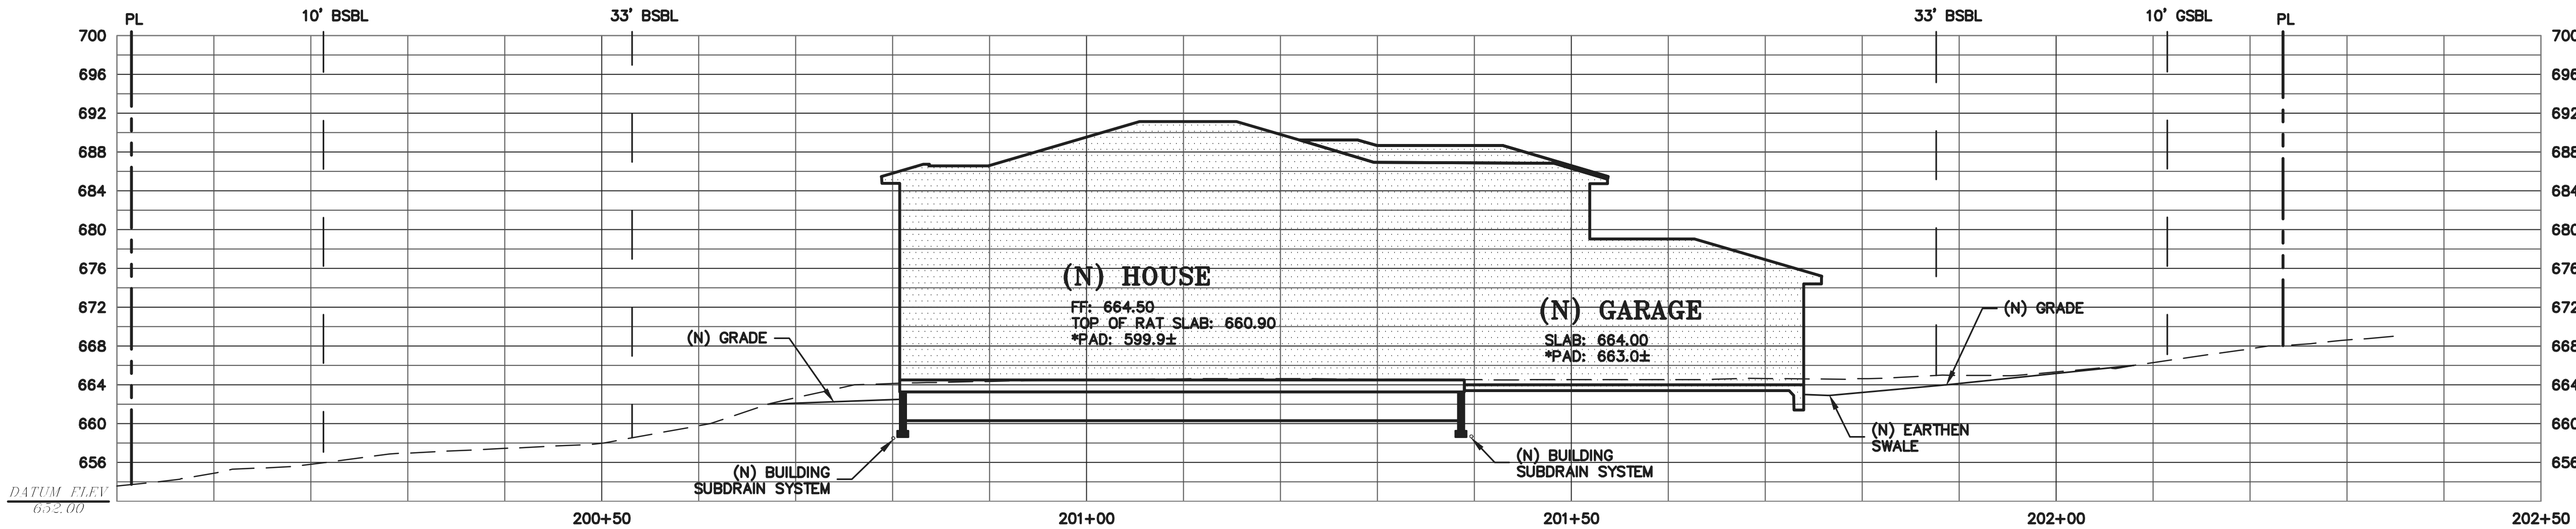 PL
10' BSBL
33' BSBL
33' BSBL
10' GSBL
PL
700
696
692
688
684
680
676
672
668
664
660
656
DATUM ELEV
652.00
(N) HOUSE
FF: 664.50
TOP OF RAT SLAB: 660.90
*PAD: 599.9±
(N) GARAGE
SLAB: 664.00
*PAD: 663.0±
(N) GRADE
(N) GRADE
(N) BUILDING
SUBDRAIN SYSTEM
(N) BUILDING
SUBDRAIN SYSTEM
(N) EARTHEN
SWALE
700
696
692
688
684
680
676
672
668
664
660
656
200+50
201+00
201+50
202+00
202+50